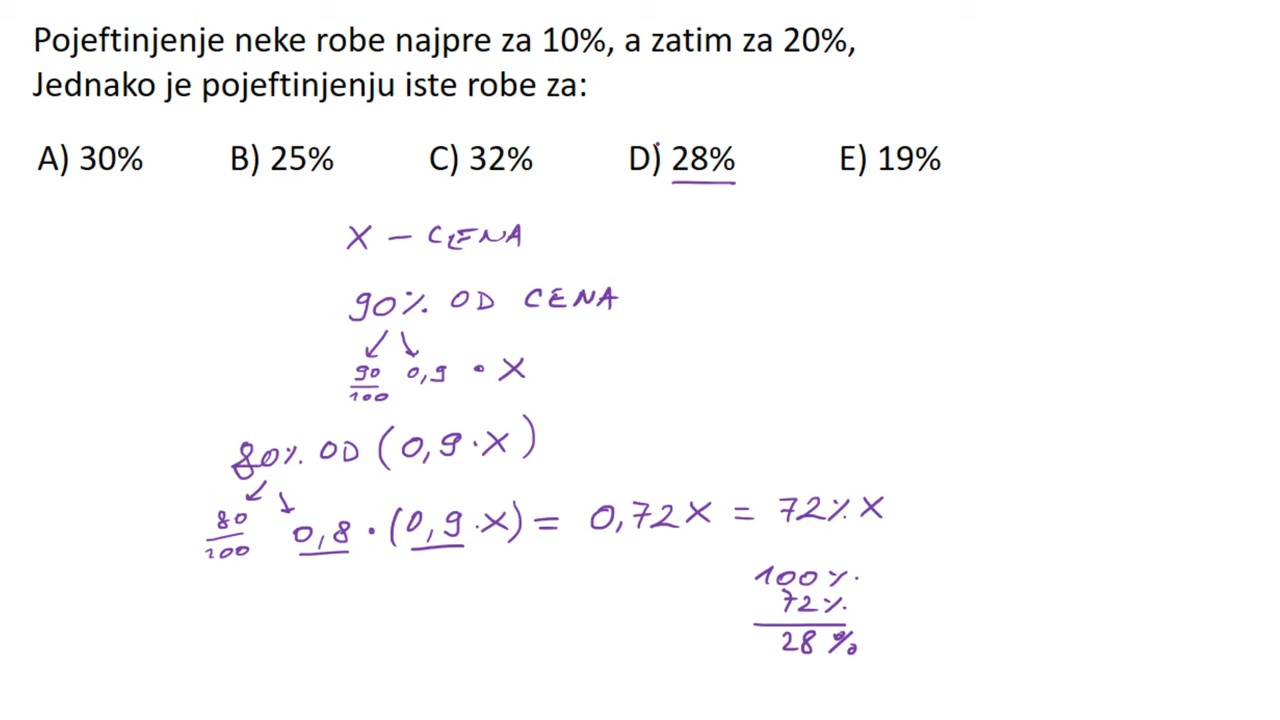 Pojeftinjenje neke robe najpre za 10%, a zatim za 20%,
Jednako je pojeftinjenju iste robe za:
A) 30% B) 25% C) 32% D) 28% E) 19%
X – CENA
90% OD CENA
90/100 0,9 · X
80% OD (0,9·X)
80/100 0,8 · (0,9·X) = 0,72X = 72% X
100%
72%
28%